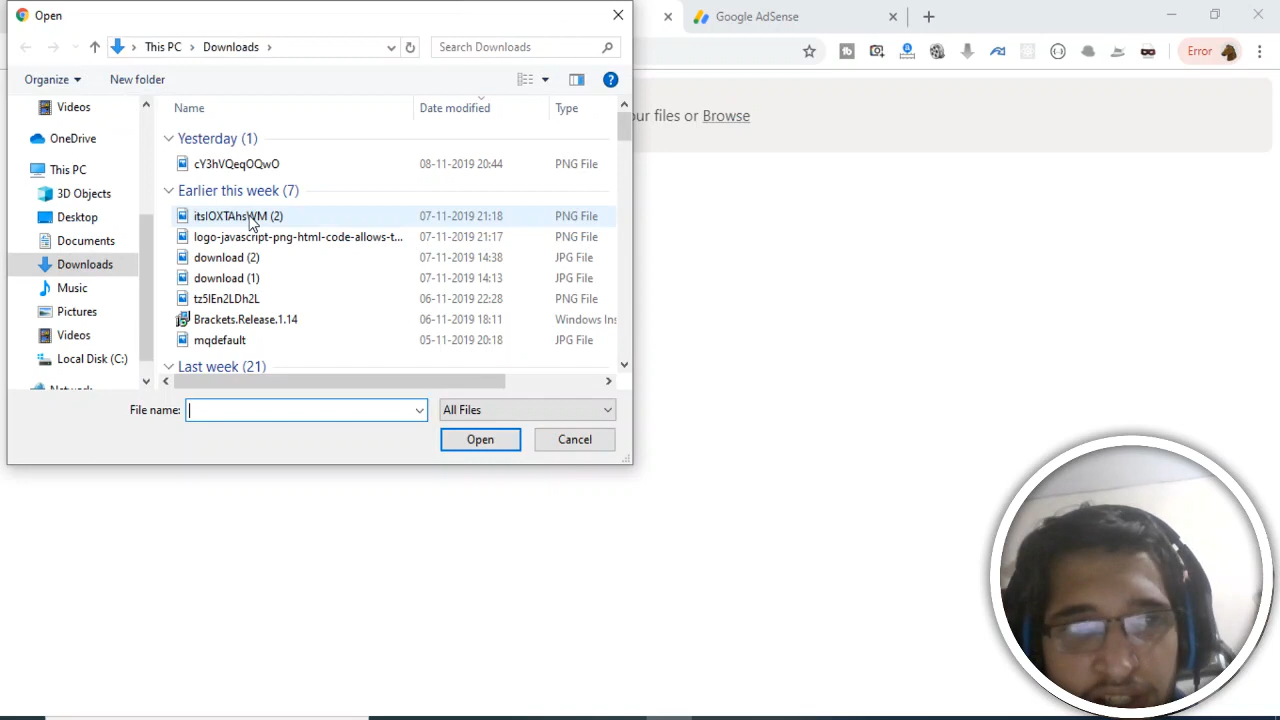 Open
Google AdSense
This PC
Downloads
Search Downloads
Error
Organize
New folder
our files or Browse
Name
Date modified
Type
Videos
OneDrive
This PC
3D Objects
Desktop
Documents
Downloads
Music
Pictures
Videos
Local Disk (C:)
Network
Yesterday (1)
cY3hVQeqOQwO 08-11-2019 20:44 PNG File
Earlier this week (7)
07-11-2019 21:18 PNG File
logo-javascript-png-html-code-allows-t... 07-11-2019 21:17 PNG File
download (2) 07-11-2019 14:38 JPG File
download (1) 07-11-2019 14:13 JPG File
tz5lEn2LDh2L 06-11-2019 22:28 PNG File
Brackets.Release.1.14 06-11-2019 18:11 Windows Ins
mqdefault 05-11-2019 20:18 JPG File
Last week (21)
File name:
All Files
Open
Cancel